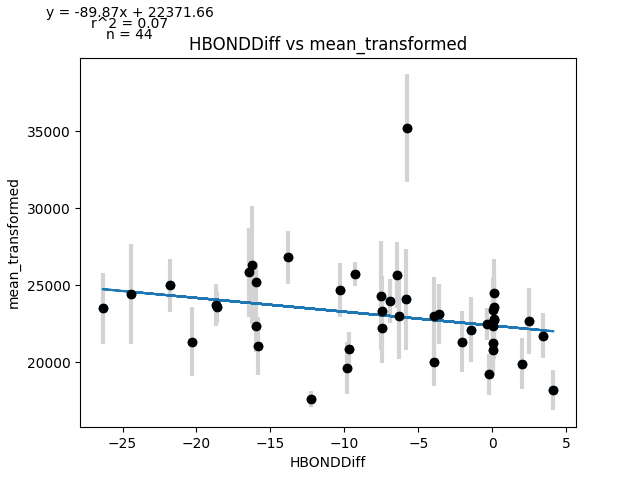 y = -89.87x + 22371.66
r^2 = 0.07
n = 44
HBONDDiff vs mean_transformed
35000
30000
25000
20000
mean_transformed
−25
−20
−15
−10
−5
0
5
HBONDDiff